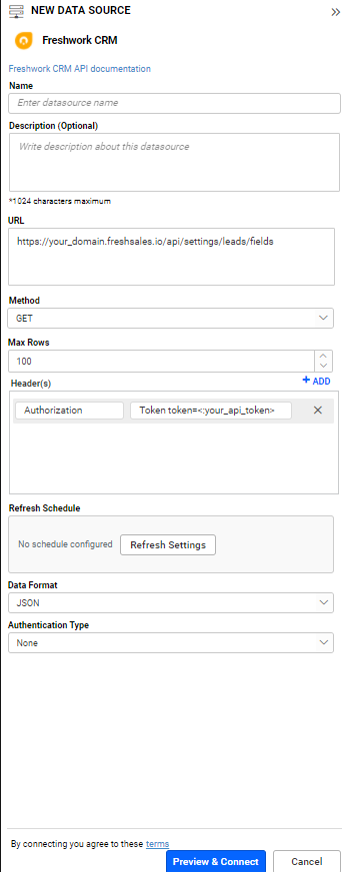 NEW DATA SOURCE
Freshwork CRM
Freshwork CRM API documentation
Name
Enter datasource name
Description (Optional)
Write description about this datasource
*1024 characters maximum
URL
https://your_domain.freshsales.io/api/settings/leads/fields
Method
GET
Max Rows
100
Header(s)
+ ADD
Authorization
Token token=<:your_api_token>
Refresh Schedule
No schedule configured
Refresh Settings
Data Format
JSON
Authentication Type
None
By connecting you agree to these terms
Preview & Connect
Cancel